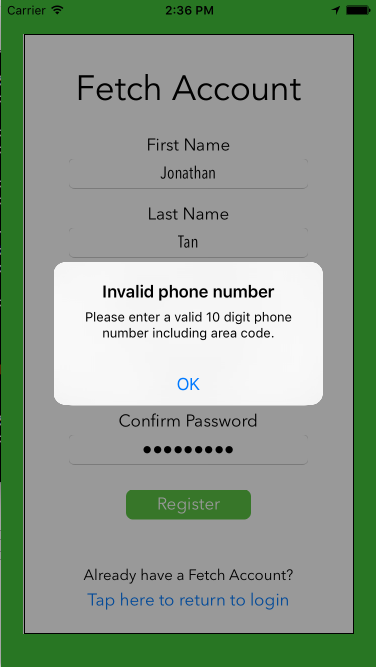 Carrier 2:36 PM
Fetch Account
First Name
Jonathan
Last Name
Tan
Invalid phone number
Please enter a valid 10 digit phone
number including area code.
OK
Confirm Password
●●●●●●●●●
Register
Already have a Fetch Account?
Tap here to return to login